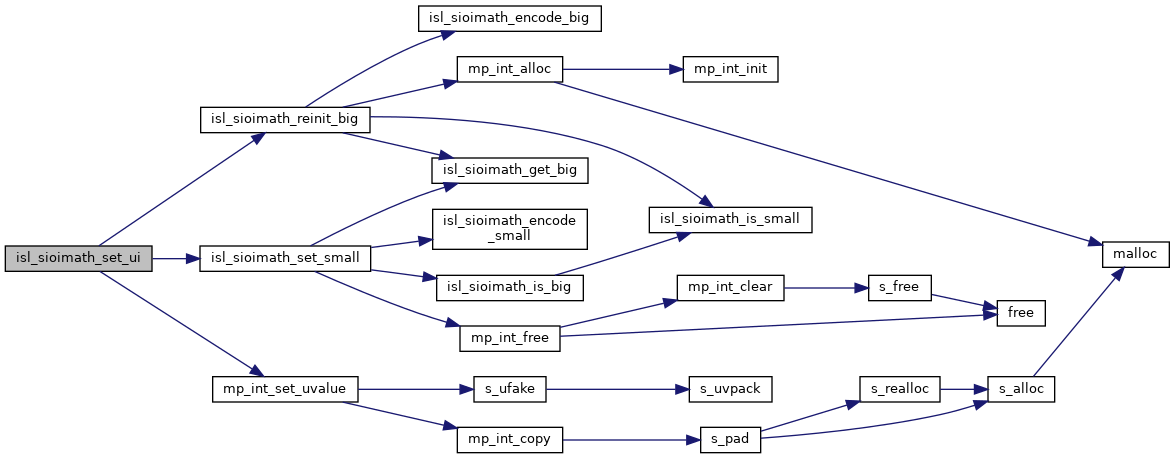 isl_sioimath_encode_big
mp_int_alloc
mp_int_init
isl_sioimath_reinit_big
isl_sioimath_get_big
isl_sioimath_encode
_small
isl_sioimath_is_small
isl_sioimath_set_ui
isl_sioimath_set_small
malloc
isl_sioimath_is_big
mp_int_clear
s_free
free
mp_int_free
mp_int_set_uvalue
s_ufake
s_uvpack
s_realloc
s_alloc
mp_int_copy
s_pad